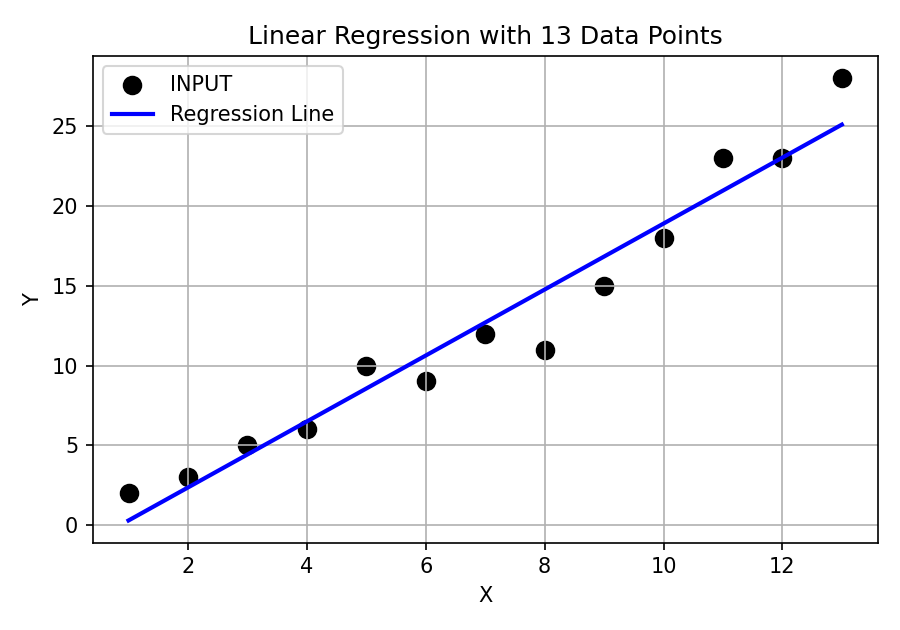 Linear Regression with 13 Data Points
INPUT
Regression Line
25
20
15
10
5
0
Y
2 4 6 8 10 12
X